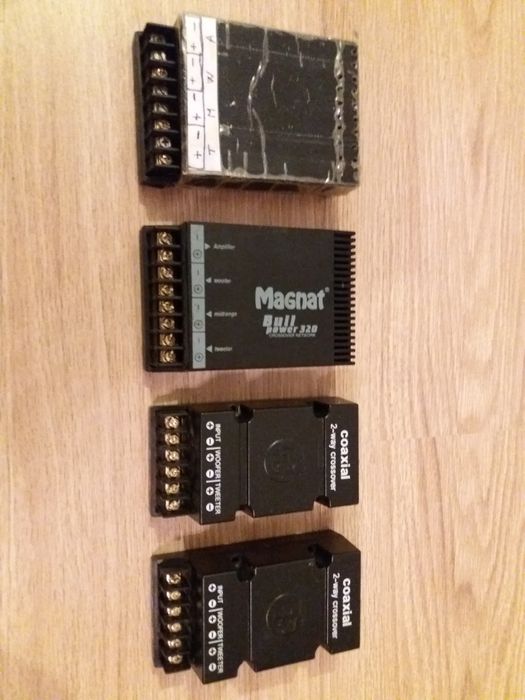 A
W
M
T
+ -
+ -
+ -
+ -
Magnat®
Bull
power 320
CROSSOVER NETWORK
Amplifier
woofer
midrange
tweeter
- +
- +
- +
- +
coaxial
2-way crossover
INPUT WOOFER TWEETER
+ - + - + -
coaxial
2-way crossover
INPUT WOOFER TWEETER
+ - + - + -